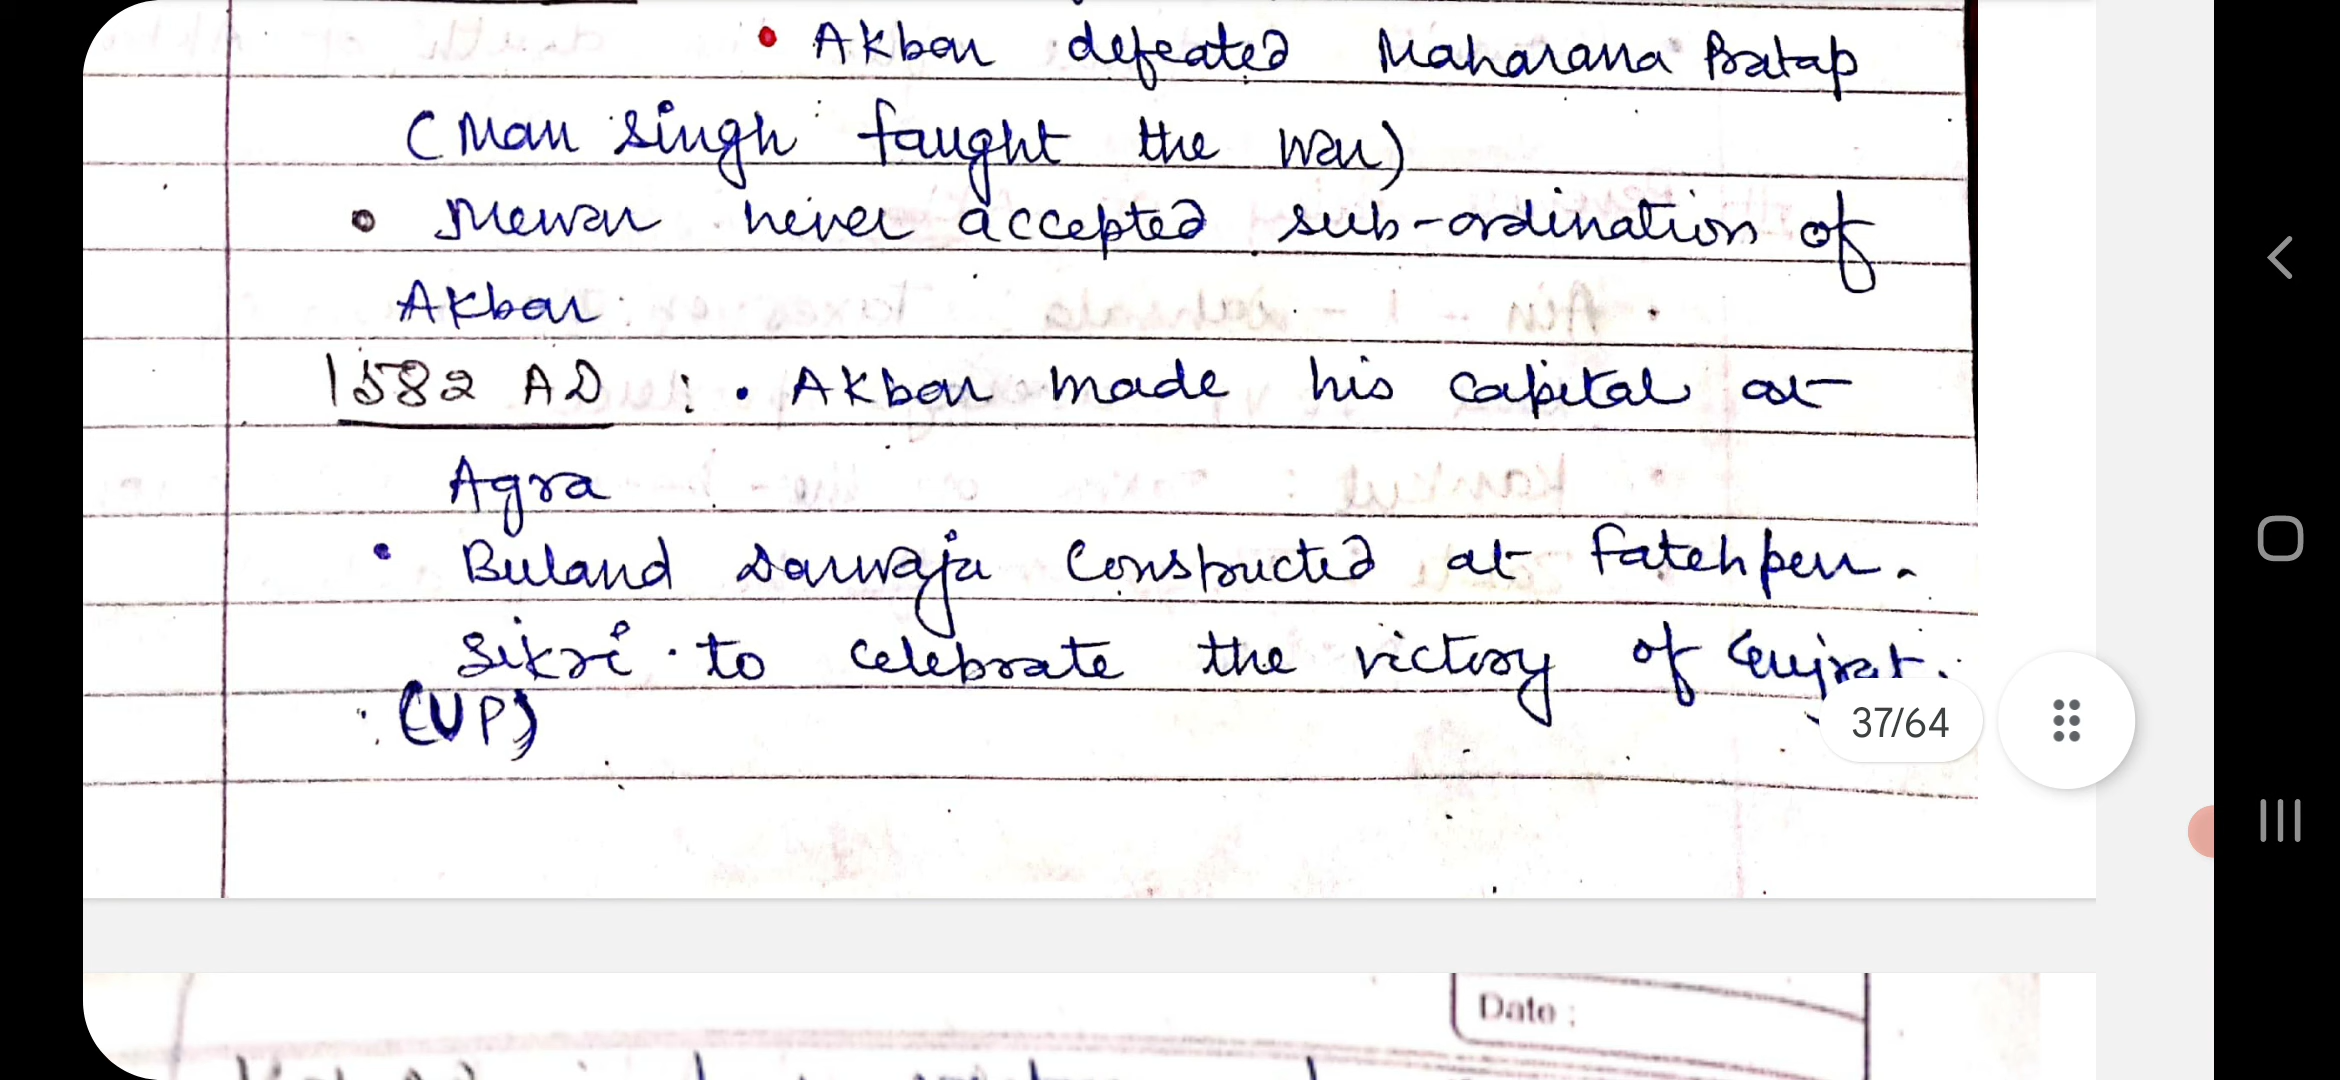 • Akbar defeated Maharana Pratap
(Man Singh faught the war)
• Mewar never accepted sub-ordination of
Akbar
1582 AD : • Akbar made his capital at
Agra
• Buland Darwaja Constructed at Fatehpur-
Sikri to celebrate the victory of Gujrat.
(UP)
37/64
Date :